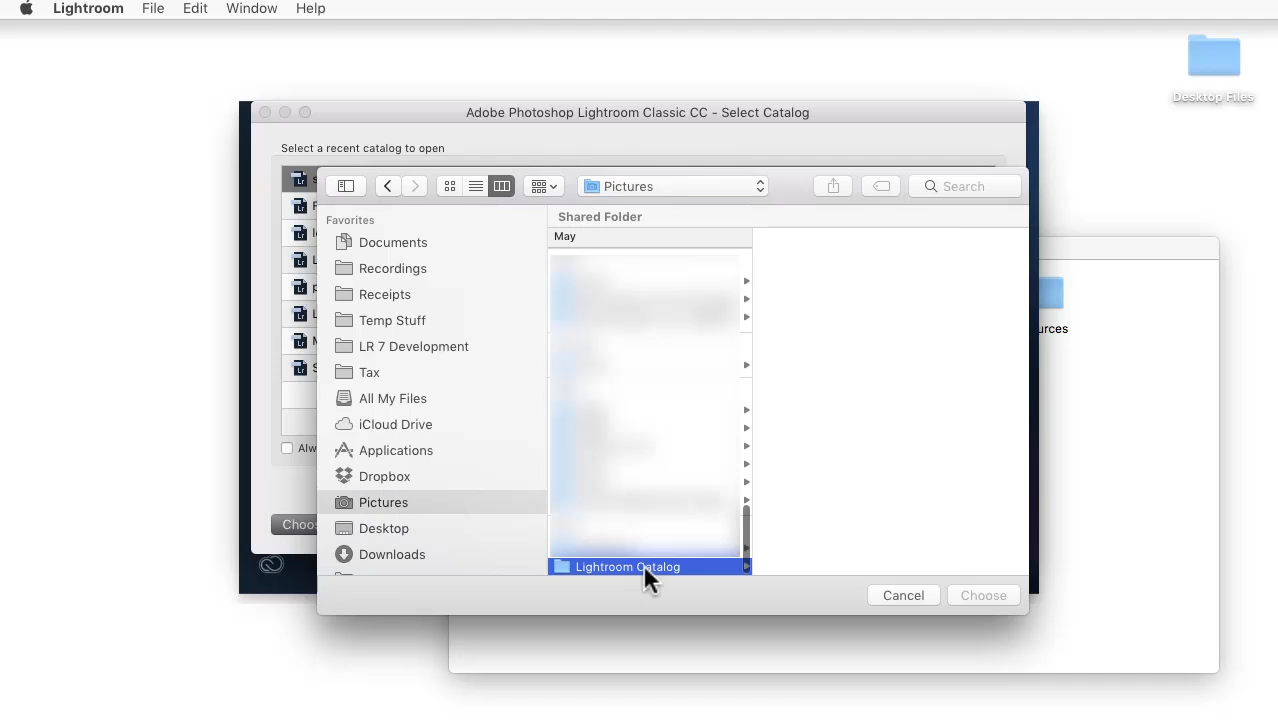 Lightroom File Edit Window Help
Desktop Files
Adobe Photoshop Lightroom Classic CC - Select Catalog
Select a recent catalog to open
Pictures
Search
Favorites
Shared Folder
May
Documents
Recordings
Receipts
Temp Stuff
LR 7 Development
Tax
All My Files
iCloud Drive
Applications
Dropbox
Pictures
Desktop
Downloads
Lightroom Catalog
Cancel
Choose